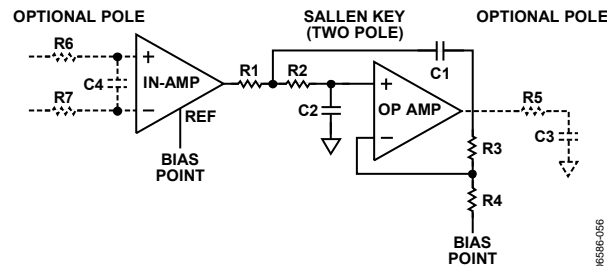 OPTIONAL POLE
SALLEN KEY
(TWO POLE)
OPTIONAL POLE
R6
C4
R7
+
−
IN-AMP
REF
BIAS
POINT
R1
R2
C1
C2
+
−
OP AMP
R5
C3
R3
R4
BIAS
POINT
06586-056